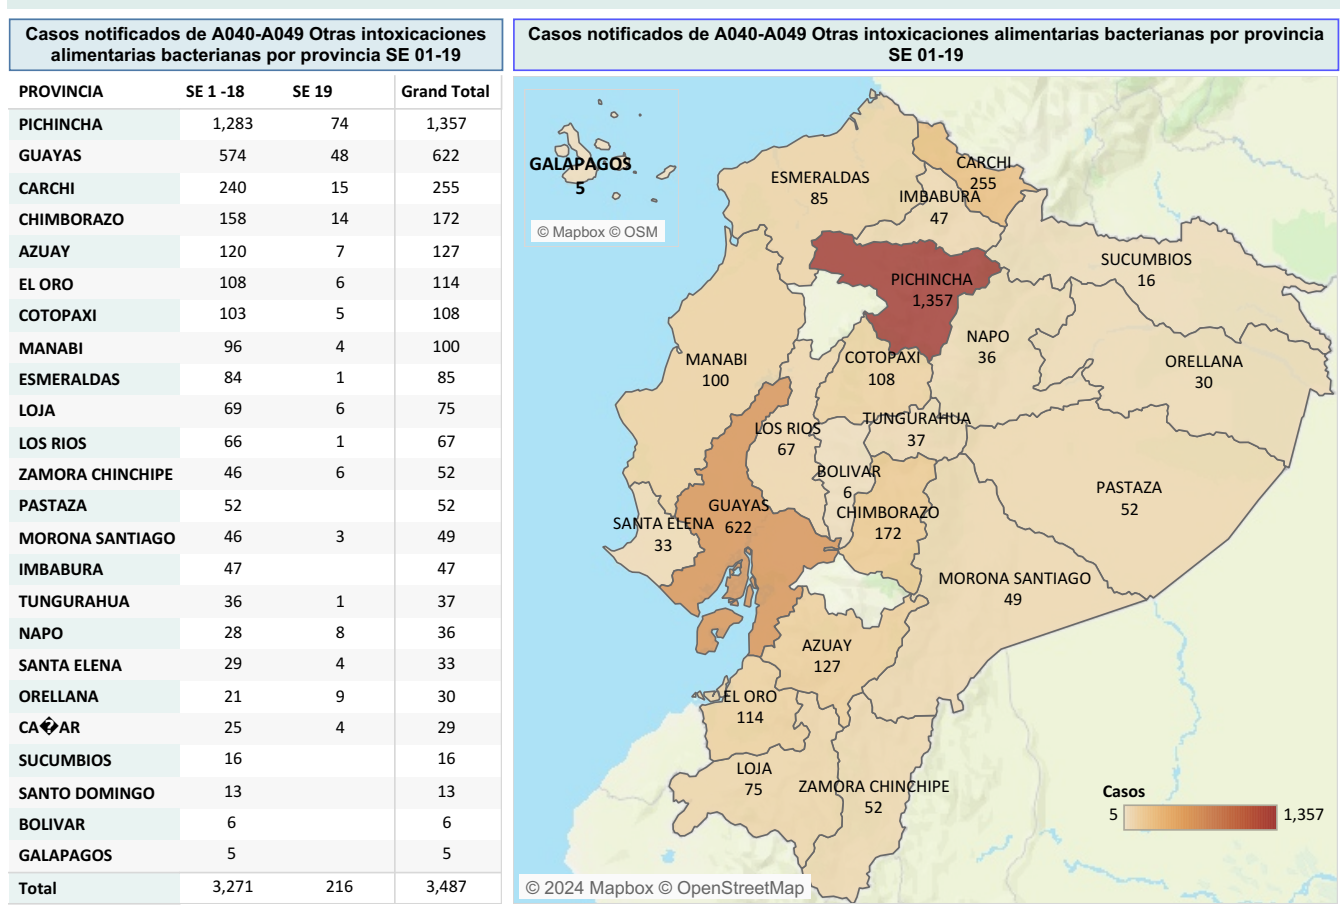 Casos notificados de A040-A049 Otras intoxicaciones
alimentarias bacterianas por provincia SE 01-19
PROVINCIA SE 1 -18 SE 19 Grand Total
PICHINCHA 1,283 74 1,357
GUAYAS 574 48 622
CARCHI 240 15 255
CHIMBORAZO 158 14 172
AZUAY 120 7 127
EL ORO 108 6 114
COTOPAXI 103 5 108
MANABI 96 4 100
ESMERALDAS 84 1 85
LOJA 69 6 75
LOS RIOS 66 1 67
ZAMORA CHINCHIPE 46 6 52
PASTAZA 52 52
MORONA SANTIAGO 46 3 49
IMBABURA 47 47
TUNGURAHUA 36 1 37
NAPO 28 8 36
SANTA ELENA 29 4 33
ORELLANA 21 9 30
CA�AR 25 4 29
SUCUMBIOS 16 16
SANTO DOMINGO 13 13
BOLIVAR 6 6
GALAPAGOS 5 5
Total 3,271 216 3,487
Casos notificados de A040-A049 Otras intoxicaciones alimentarias bacterianas por provincia
SE 01-19
GALAPAGOS
5
© Mapbox © OSM
CARCHI
255
ESMERALDAS
85
IMBABURA
47
SUCUMBIOS
16
PICHINCHA
1,357
NAPO
36
ORELLANA
30
MANABI
100
COTOPAXI
108
TUNGURAHUA
37
LOS RIOS
67
BOLIVAR
6
PASTAZA
52
GUAYAS
622
CHIMBORAZO
172
SANTA ELENA
33
MORONA SANTIAGO
49
AZUAY
127
EL ORO
114
LOJA
75
ZAMORA CHINCHIPE
52
Casos
5 1,357
© 2024 Mapbox © OpenStreetMap